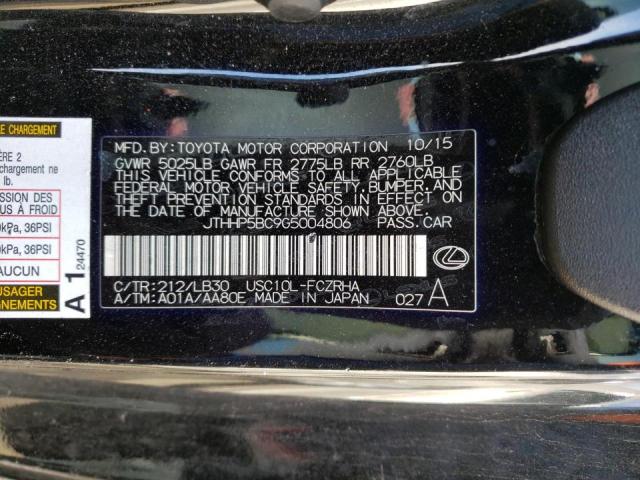 E CHARGEMENT
ÈRE 2
chargement ne
lb.
SSION DES
US À FROID
kPa, 36PSI
kPa, 36PSI
AUCUN
USAGER
IGNEMENTS
A 1 24470
MFD. BY: TOYOTA MOTOR CORPORATION 10/15
GVWR 5025LB GAWR FR 2775LB RR 2760LB
THIS VEHICLE CONFORMS TO ALL APPLICABLE
FEDERAL MOTOR VEHICLE SAFETY, BUMPER, AND
THEFT PREVENTION STANDARDS IN EFFECT ON
THE DATE OF MANUFACTURE SHOWN ABOVE.
JTHHP5BC9G5004806 PASS.CAR
C/TR:212/LB30 USC10L-FCZRHA
A/TM:A01A/AA80E MADE IN JAPAN 027 A